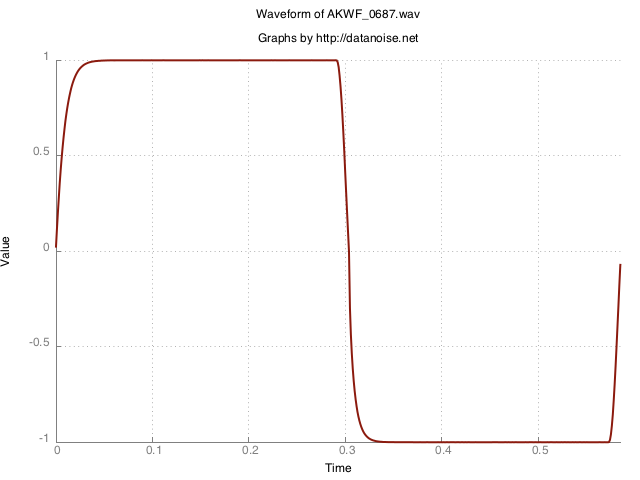 Waveform of AKWF_0687.wav
Graphs by http://datanoise.net
1
0.5
0
-0.5
-1
Value
0 0.1 0.2 0.3 0.4 0.5
Time